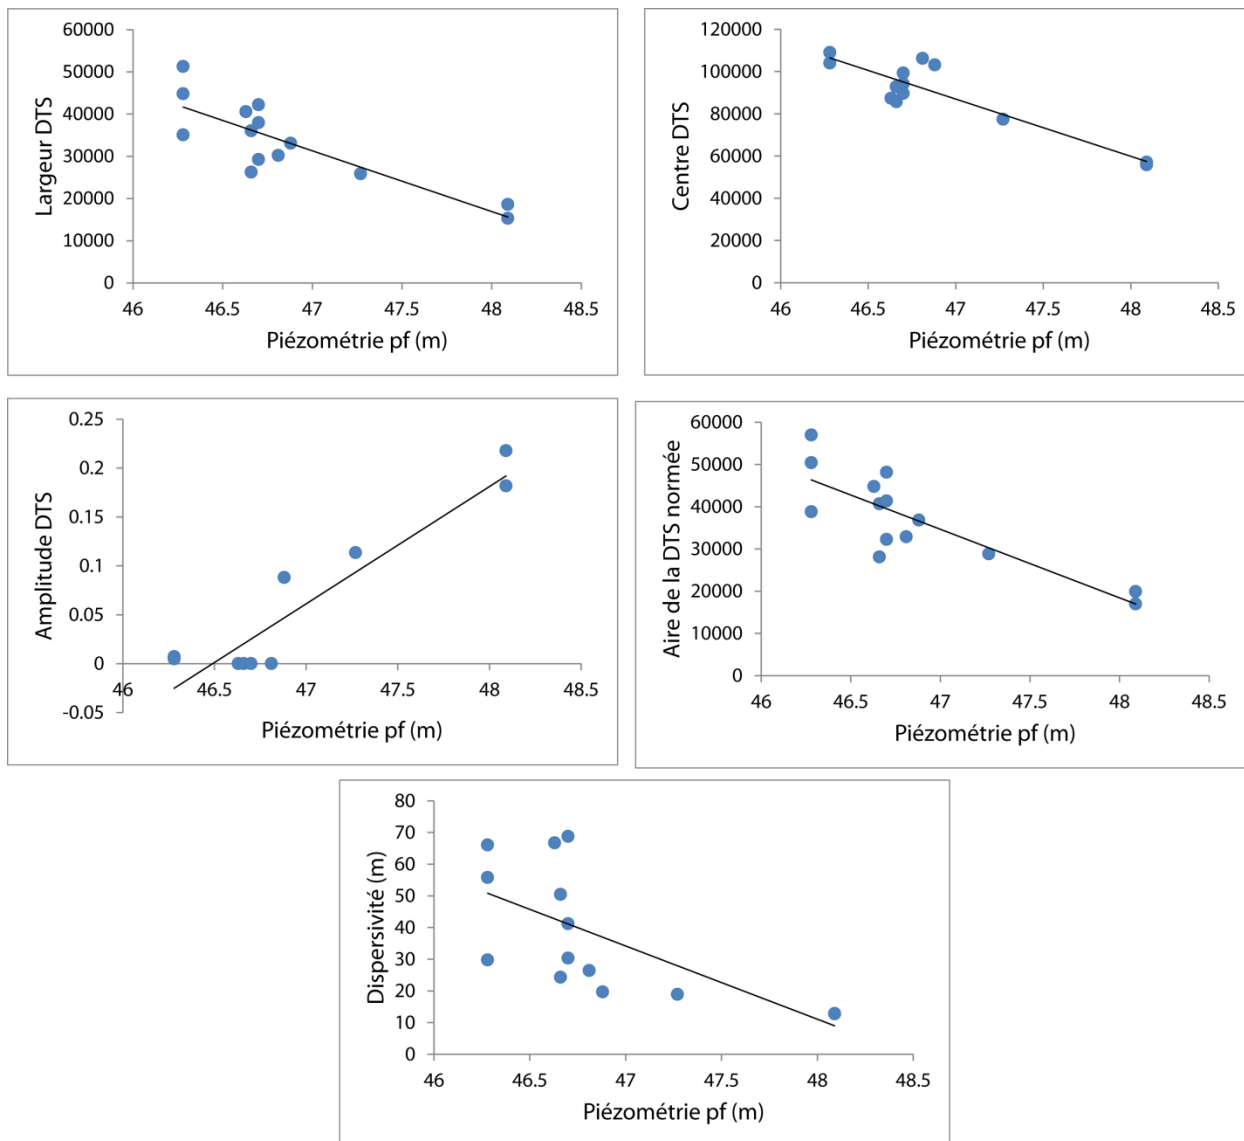 60000
50000
40000
30000
20000
10000
0
46 46.5 47 47.5 48 48.5
Largeur DTS
Piézométrie pf (m)
120000
100000
80000
60000
40000
20000
0
46 46.5 47 47.5 48 48.5
Centre DTS
Piézométrie pf (m)
0.25
0.2
0.15
0.1
0.05
0
-0.05
46 46.5 47 47.5 48 48.5
Amplitude DTS
Piézométrie pf (m)
60000
50000
40000
30000
20000
10000
0
46 46.5 47 47.5 48 48.5
Aire de la DTS normée
Piézométrie pf (m)
80
70
60
50
40
30
20
10
0
46 46.5 47 47.5 48 48.5
Dispersivité (m)
Piézométrie pf (m)